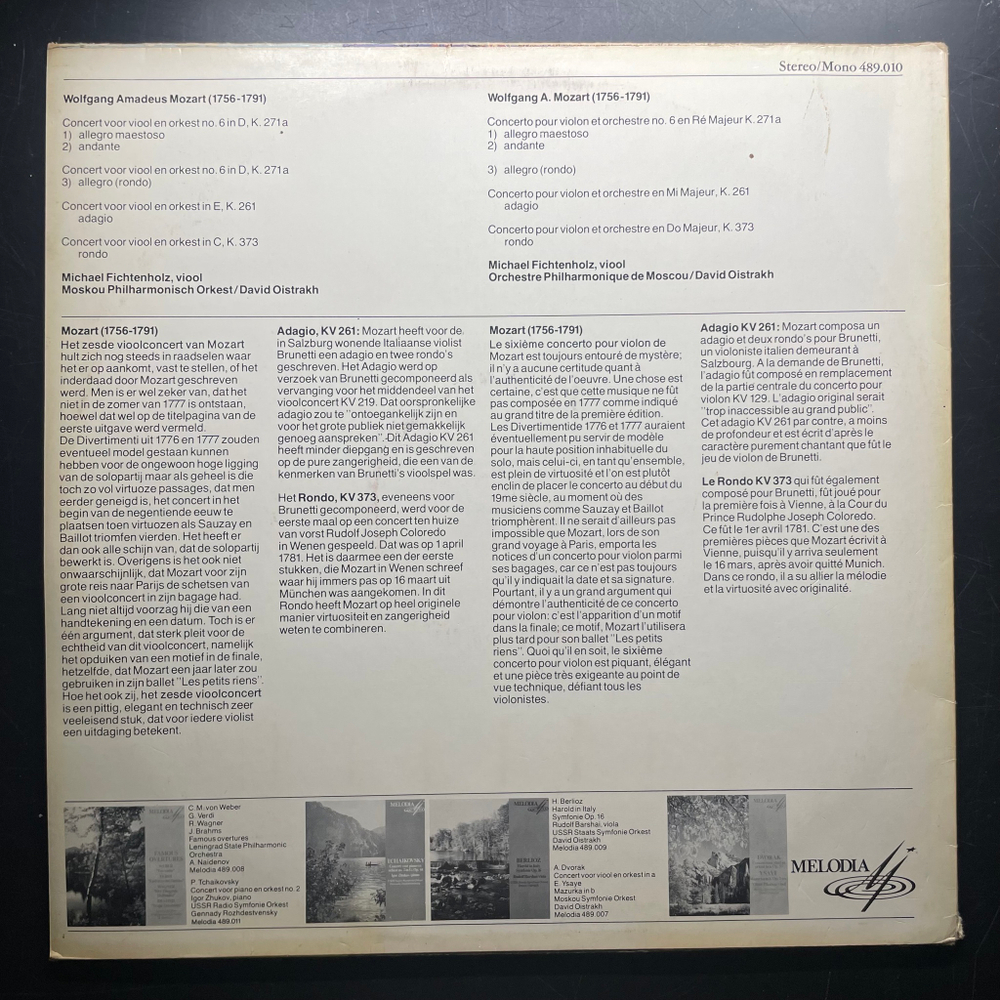 Stereo/Mono 489.010
Wolfgang Amadeus Mozart (1756-1791)
Concert voor viool en orkest no. 6 in D, K. 271a
1) allegro maestoso
2) andante
Concert voor viool en orkest no. 6 in D, K. 271a
3) allegro (rondo)
Concert voor viool en orkest in E, K. 261
adagio
Concert voor viool en orkest in C, K. 373
rondo
Michael Fichtenholz, viool
Moskou Philharmonisch Orkest/David Oistrakh
Wolfgang A. Mozart (1756-1791)
Concerto pour violon et orchestre no. 6 en Ré Majeur K. 271a
1) allegro maestoso
2) andante
3) allegro (rondo)
Concerto pour violon et orchestre en Mi Majeur, K. 261
adagio
Concerto pour violon et orchestre en Do Majeur, K. 373
rondo
Michael Fichtenholz, viool
Orchestre Philharmonique de Moscou/David Oistrakh
Mozart (1756-1791)
Het zesde vioolconcert van Mozart
hult zich nog steeds in raadselen waar
het er op aankomt, vast te stellen, of het
inderdaad door Mozart geschreven
werd. Men is er wel zeker van, dat het
niet in de zomer van 1777 is ontstaan,
hoewel dat wel op de titelpagina van de
eerste uitgave werd vermeld.
De Divertimenti uit 1776 en 1777 zouden
eventueel model gestaan kunnen
hebben voor de ongewoon hoge ligging
van de solopartij maar als geheel is die
toch zo vol virtuoze passages, dat men
eerder geneigd is, het concert in het
begin van de negentiende eeuw te
plaatsen toen virtuozen als Sauzay en
Baillot triomfen vierden. Het heeft er
dan ook alle schijn van, dat de solopartij
bewerkt is. Overigens is het ook niet
onwaarschijnlijk, dat Mozart voor zijn
grote reis naar Parijs de schetsen van
een vioolconcert in zijn bagage had.
Lang niet altijd voorzag hij die van een
handtekening en een datum. Toch is er
één argument, dat sterk pleit voor de
echtheid van dit vioolconcert, namelijk
het opduiken van een motief in de finale,
hetzelfde, dat Mozart een jaar later zou
gebruiken in zijn ballet "Les petits riens".
Hoe het ook zij, het zesde vioolconcert
is een pittig, elegant en technisch zeer
veeleisend stuk, dat voor iedere violist
een uitdaging betekent.
Adagio, KV 261: Mozart heeft voor de
in Salzburg wonende Italiaanse violist
Brunetti een adagio en twee rondo's
geschreven. Het Adagio werd op
verzoek van Brunetti gecomponeerd als
vervanging voor het middendeel van het
vioolconcert KV 219. Dat oorspronkelijke
adagio zou te "ontoegankelijk zijn en
voor het grote publiek niet gemakkelijk
genoeg aanspreken". Dit Adagio KV 261
heeft minder diepgang en is geschreven
op de pure zangerigheid, die een van de
kenmerken van Brunetti's vioolspel was.
Het Rondo, KV 373, eveneens voor
Brunetti gecomponeerd, werd voor de
eerste maal op een concert ten huize
van vorst Rudolf Joseph Coloredo
in Wenen gespeeld. Dat was op 1 april
1781. Het is daarmee een der eerste
stukken, die Mozart in Wenen schreef
waar hij immers pas op 16 maart uit
München was aangekomen. In dit
Rondo heeft Mozart op heel originele
manier virtuositeit en zangerigheid
weten te combineren.
Mozart (1756-1791)
Le sixième concerto pour violon de
Mozart est toujours entouré de mystère;
il n'y a aucune certitude quant à
l'authenticité de l'oeuvre. Une chose est
certaine, c'est que cette musique ne fût
pas composée en 1777 comme indiqué
au grand titre de la première édition.
Les Divertimentide 1776 et 1777 auraient
éventuellement pu servir de modèle
pour la haute position inhabituelle du
solo, mais celui-ci, en tant qu'ensemble,
est plein de virtuosité et l'on est plutôt
enclin de placer le concerto au début du
19me siècle, au moment où des
musiciens comme Sauzay et Baillot
triomphèrent. Il ne serait d'ailleurs pas
impossible que Mozart, lors de son
grand voyage à Paris, emporta les
notices d'un concerto pour violon parmi
ses bagages, car ce n'est pas toujours
qu'il y indiquait la date et sa signature.
Pourtant, il y a un grand argument qui
démontre l'authenticité de ce concerto
pour violon: c'est l'apparition d'un motif
dans la finale; ce motif, Mozart l'utilisera
plus tard pour son ballet "Les petits
riens". Quoi qu'il en soit, le sixième
concerto pour violon est piquant, élégant
et une pièce très exigeante au point de
vue technique, défiant tous les
violonistes.
Adagio KV 261: Mozart composa un
adagio et deux rondo's pour Brunetti,
un violoniste italien demeurant à
Salzbourg. A la demande de Brunetti,
l'adagio fût composé en remplacement
de la partie centrale du concerto pour
violon KV 129. L'adagio original serait
"trop inaccessible au grand public".
Cet adagio KV 261 par contre, a moins
de profondeur et est écrit d'après le
caractère purement chantant que fût le
jeu de violon de Brunetti.
Le Rondo KV 373 qui fût également
composé pour Brunetti, fût joué pour
la première fois à Vienne, à la Cour du
Prince Rudolphe Joseph Coloredo.
Ce fût le 1er avril 1781. C'est une des
premières pièces que Mozart écrivit à
Vienne, puisqu'il y arriva seulement
le 16 mars, après avoir quitté Munich.
Dans ce rondo, il a su allier la mélodie
et la virtuosité avec originalité.
MELODIA
FAMOUS
OVERTURES
C. M. von Weber
G. Verdi
R. Wagner
J. Brahms
Famous overtures
Leningrad State Philharmonic
Orchestra
A. Naidenov
Melodia 489.008
P. Tchaikovsky
Concert voor piano en orkest no. 2
Igor Zhukov, piano
USSR Radio Symfonie Orkest
Gennady Rozhdestvensky
Melodia 489.011
MELODIA
TCHAIKOVSKY
MELODIA
BERLIOZ
H. Berlioz
Harold in Italy
Symfonie Op. 16
Rudolf Barshai, viola
USSR Staats Symfonie Orkest
David Oistrakh
Melodia 489.009
A. Dvorak
Concert voor viool en orkest in a
E. Ysaye
Mazurka in b
Moskou Symfonie Orkest
David Oistrakh
Melodia 489.007
MELODIA
DVORAK
YSAYE
MELODIA